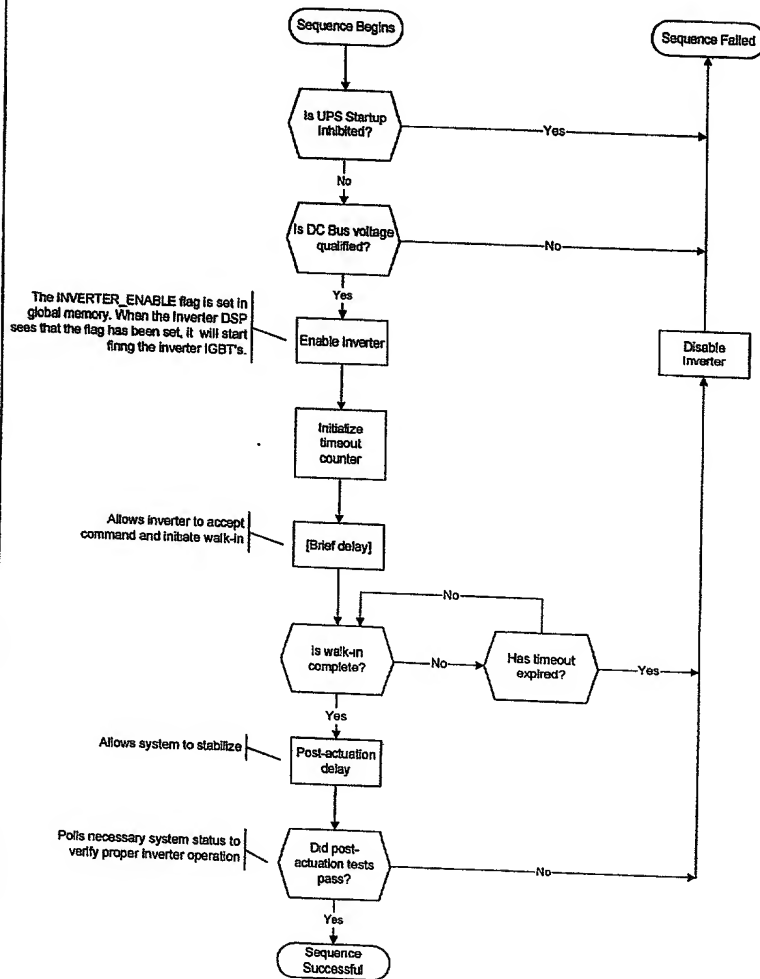 Sequence Begins
Sequence Failed
Is UPS Startup
Inhibited?
Yes
No
Is DC Bus voltage
qualified?
No
Yes
The INVERTER_ENABLE flag is set in
global memory. When the Inverter DSP
sees that the flag has been set, it will start
firing the inverter IGBT's.
Enable Inverter
Disable
Inverter
Initialize
timeout
counter
Allows inverter to accept
command and initiate walk-in
[Brief delay]
No
Is walk-in
complete?
No
Has timeout
expired?
Yes
Yes
Allows system to stabilize
Post-actuation
delay
Polls necessary system status to
verify proper inverter operation
Did post-
actuation tests
pass?
No
Yes
Sequence
Successful